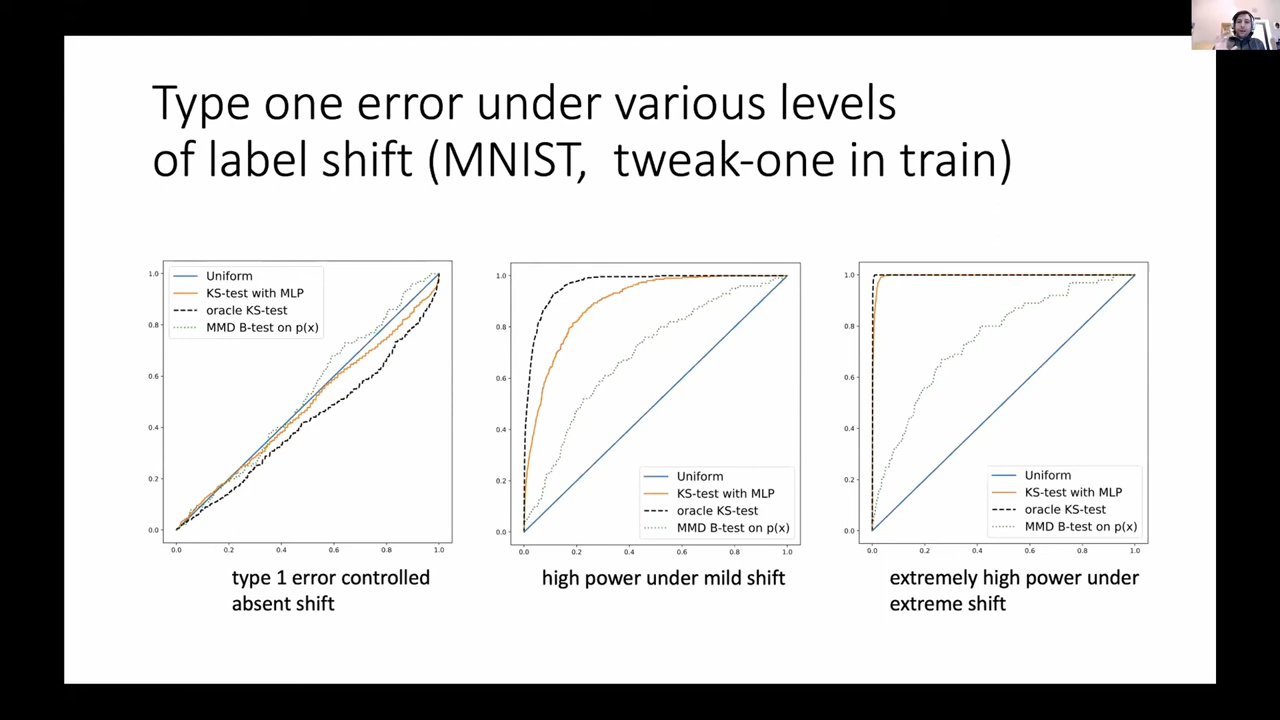 Type one error under various levels
of label shift (MNIST, tweak-one in train)
Uniform
KS-test with MLP
oracle KS-test
MMD B-test on p(x)
1.0
0.8
0.6
0.4
0.2
0.0
0.0 0.2 0.4 0.6 0.8 1.0
type 1 error controlled
absent shift
1.0
0.8
0.6
0.4
0.2
0.0
Uniform
KS-test with MLP
oracle KS-test
MMD B-test on p(x)
0.0 0.2 0.4 0.6 0.8 1.0
high power under mild shift
1.0
0.8
0.6
0.4
0.2
0.0
Uniform
KS-test with MLP
oracle KS-test
MMD B-test on p(x)
0.0 0.2 0.4 0.6 0.8 1.0
extremely high power under
extreme shift